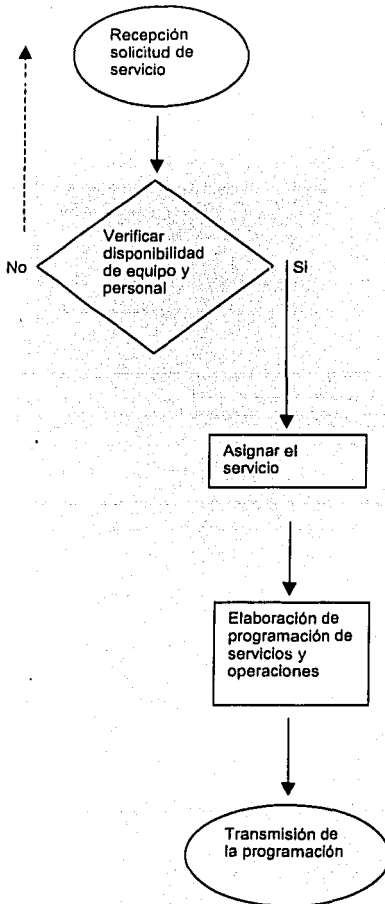 Recepción
solicitud de
servicio
Verificar
disponibilidad
de equipo y
personal
No
Si
Asignar el
servicio
Elaboración de
programación de
servicios y
operaciones
Transmisión de
la programación